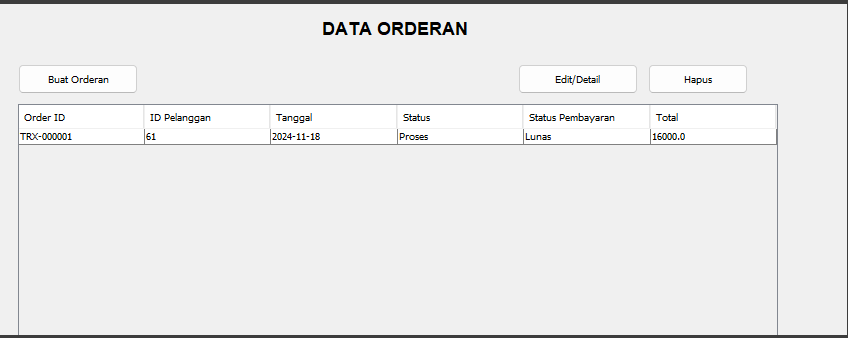 DATA ORDERAN
Buat Orderan Edit/Detail Hapus
Order ID ID Pelanggan Tanggal Status Status Pembayaran Total
TRX-000001 61 2024-11-18 Proses Lunas 16000.0